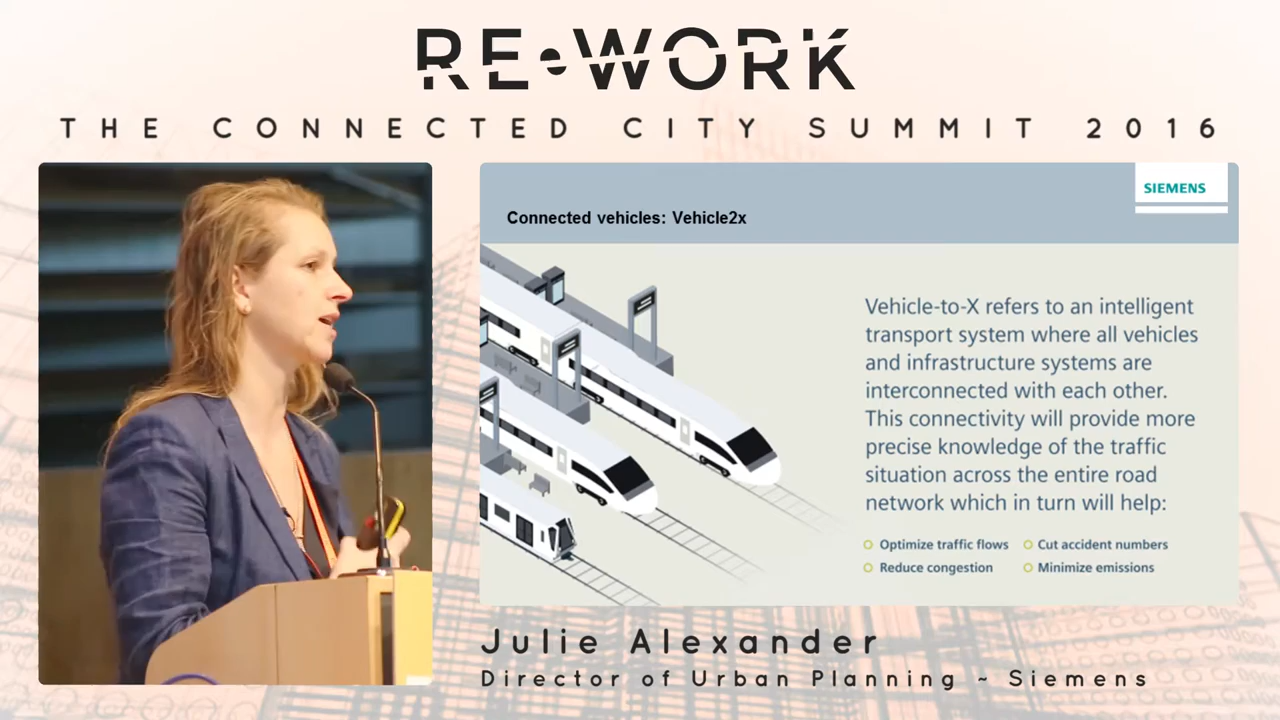 RE•WORK
THE CONNECTED CITY SUMMIT 2016
SIEMENS
Connected vehicles: Vehicle2x
Vehicle-to-X refers to an intelligent
transport system where all vehicles
and infrastructure systems are
interconnected with each other.
This connectivity will provide more
precise knowledge of the traffic
situation across the entire road
network which in turn will help:
Optimize traffic flows
Cut accident numbers
Reduce congestion
Minimize emissions
Julie Alexander
Director of Urban Planning ~ Siemens